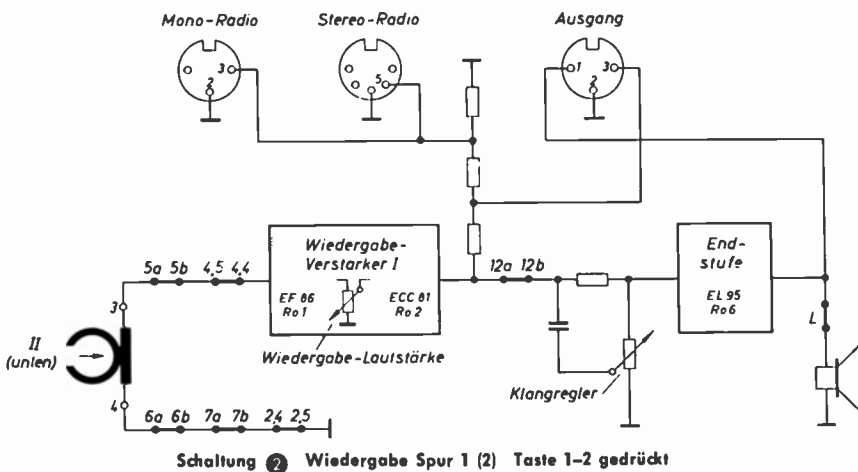 Mono-Radio
Stereo-Radio
Ausgang
3
2
5
1
3
2
5a 5b 4,5 4,4
Wiedergabe-
Verstarker I
EF 86
Ro 1
ECC 81
Ro 2
12a 12b
End-
stufe
EL 95
Ro 6
L
3
II
(unten)
Wiedergabe-Lautstärke
Klangregler
4
6a 6b 7a 7b 2,4 2,5
Schaltung 2 Wiedergabe Spur 1 (2) Taste 1–2 gedrückt